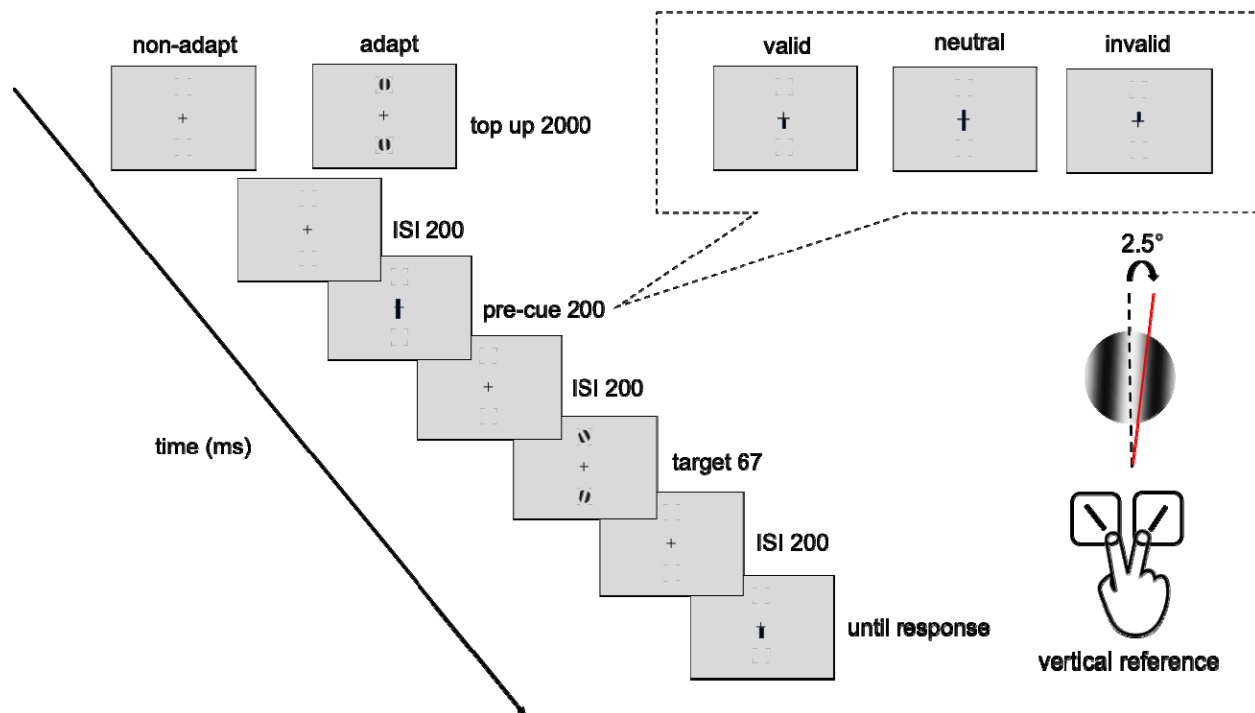 non-adapt
adapt
top up 2000
valid
neutral
invalid
ISI 200
pre-cue 200
ISI 200
target 67
ISI 200
until response
time (ms)
2.5°
vertical reference